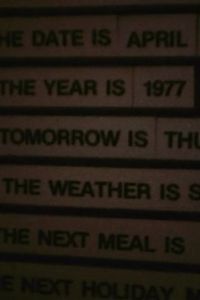 HE DATE IS APRIL
THE YEAR IS 1977
TOMORROW IS THU
THE WEATHER IS S
THE NEXT MEAL IS
E NEXT HOLIDAY